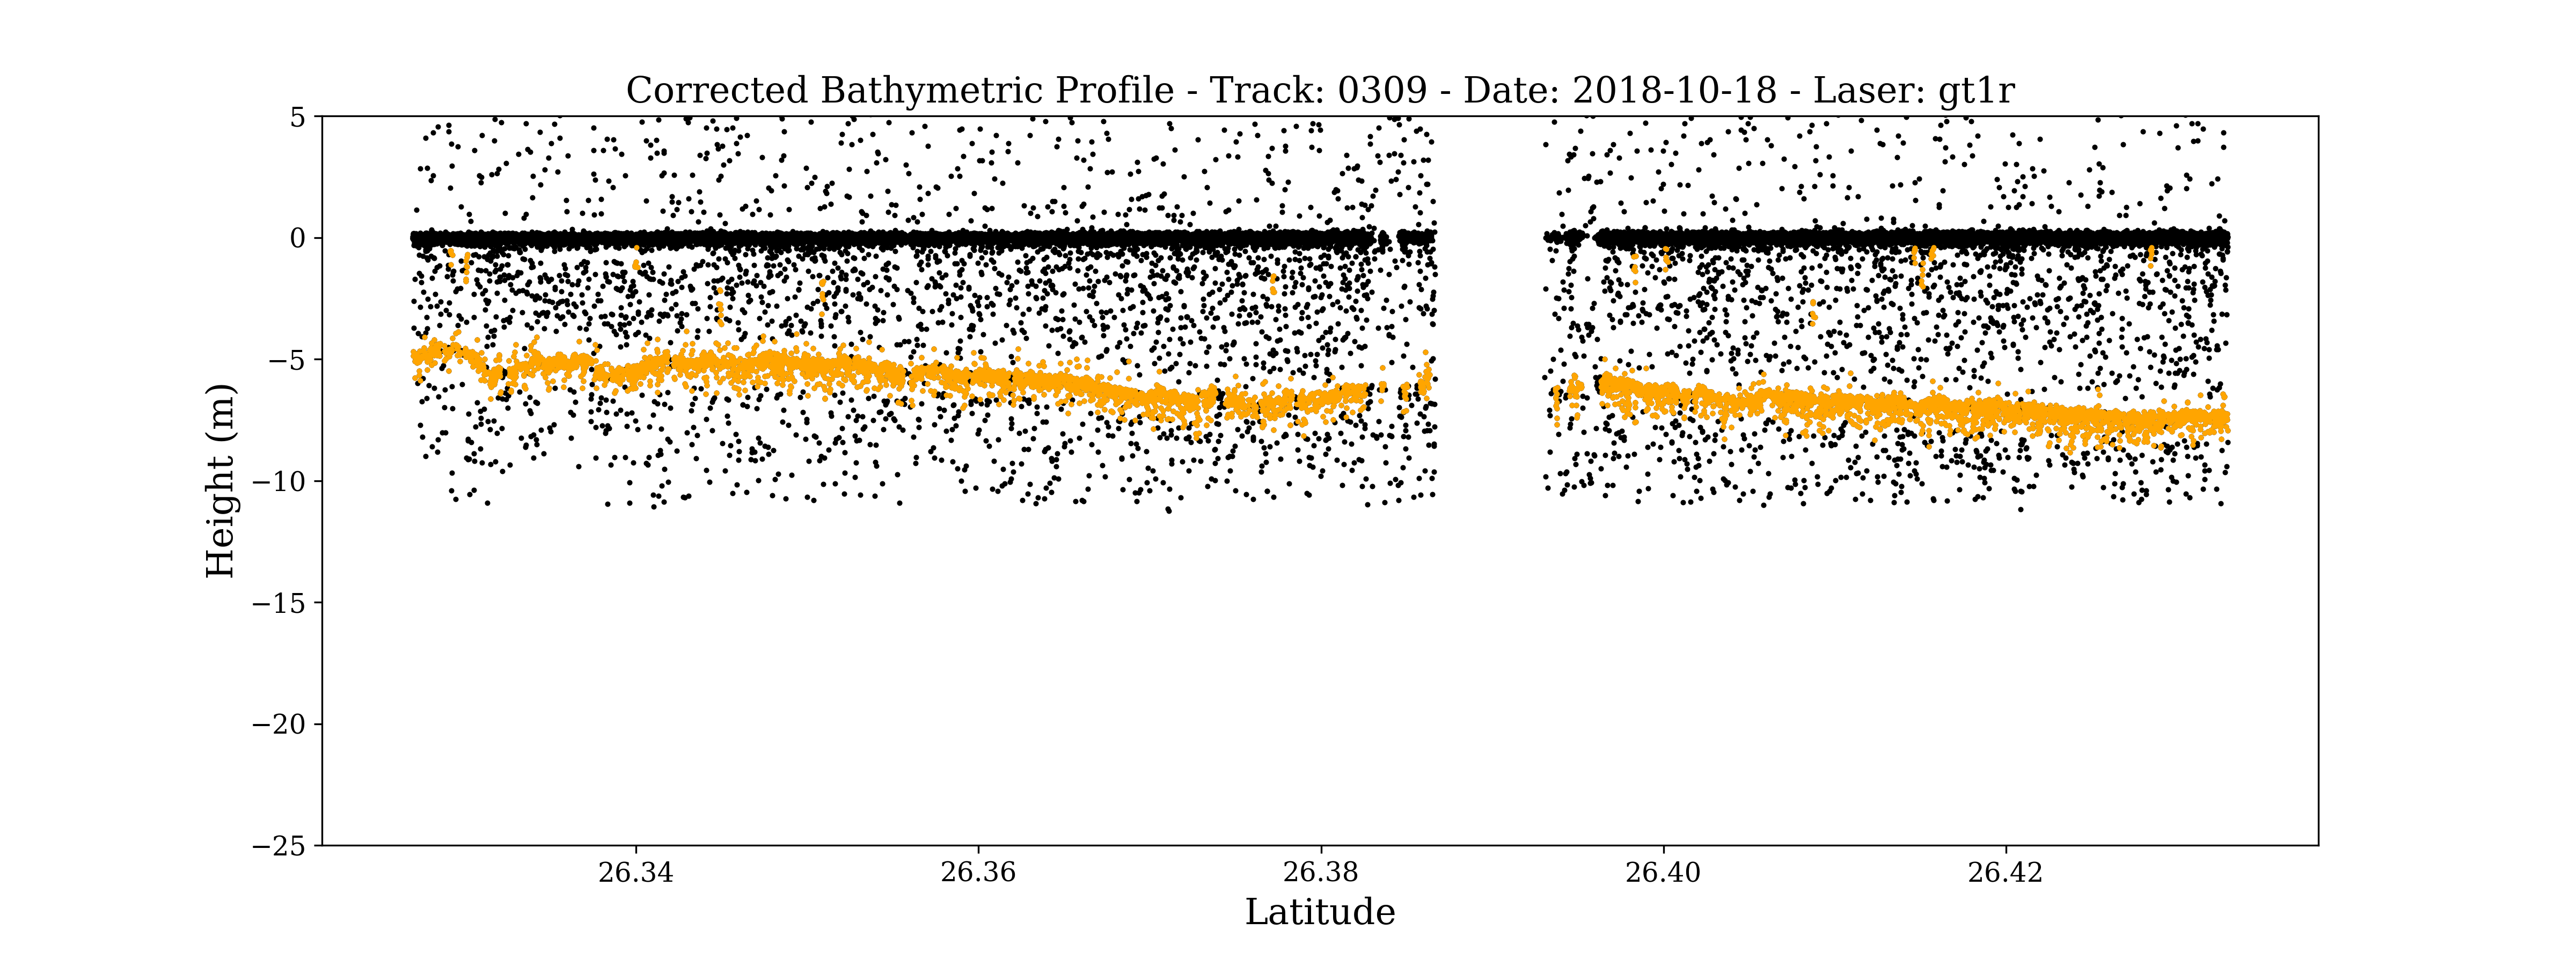 Corrected Bathymetric Profile - Track: 0309 - Date: 2018-10-18 - Laser: gt1r
5
0
−5
−10
−15
−20
−25
Height (m)
26.34 26.36 26.38 26.40 26.42
Latitude